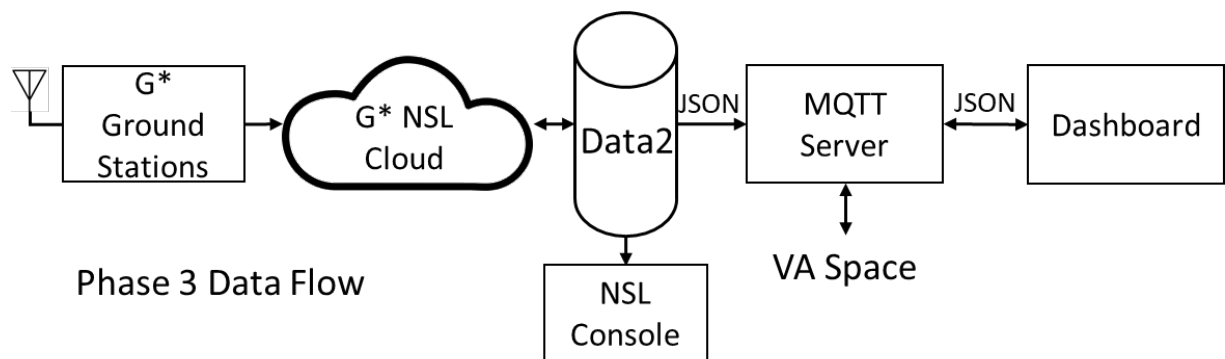 G*
Ground
Stations
G* NSL
Cloud
Data2
JSON
MQTT
Server
JSON
Dashboard
VA Space
NSL
Console
Phase 3 Data Flow